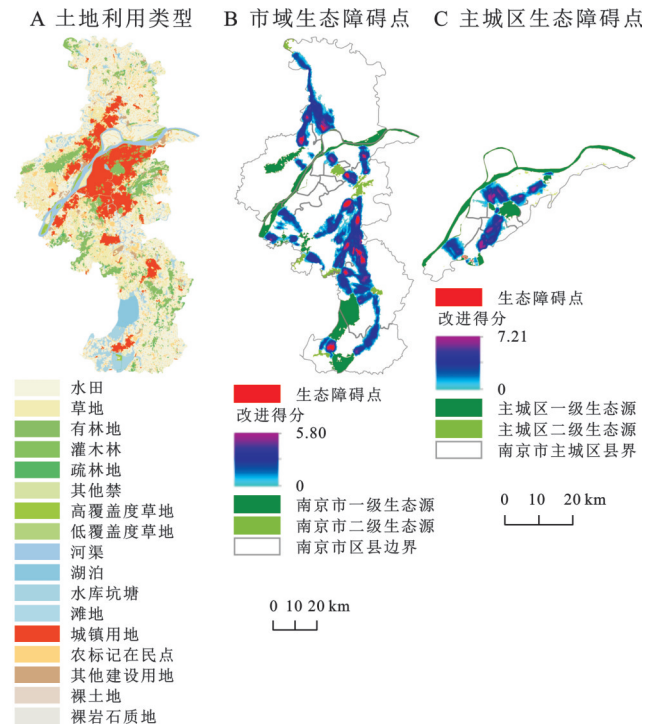 A 土地利用类型
B 市域生态障碍点
C 主城区生态障碍点
水田
草地
有林地
灌木林
疏林地
其他禁
高覆盖度草地
低覆盖度草地
河渠
湖泊
水库坑塘
滩地
城镇用地
农标记在民点
其他建设用地
裸土地
裸岩石质地
生态障碍点
改进得分
5.80
0
南京市一级生态源
南京市二级生态源
南京市区县边界
0 10 20 km
生态障碍点
改进得分
7.21
0
主城区一级生态源
主城区二级生态源
南京市主城区县界
0 10 20 km